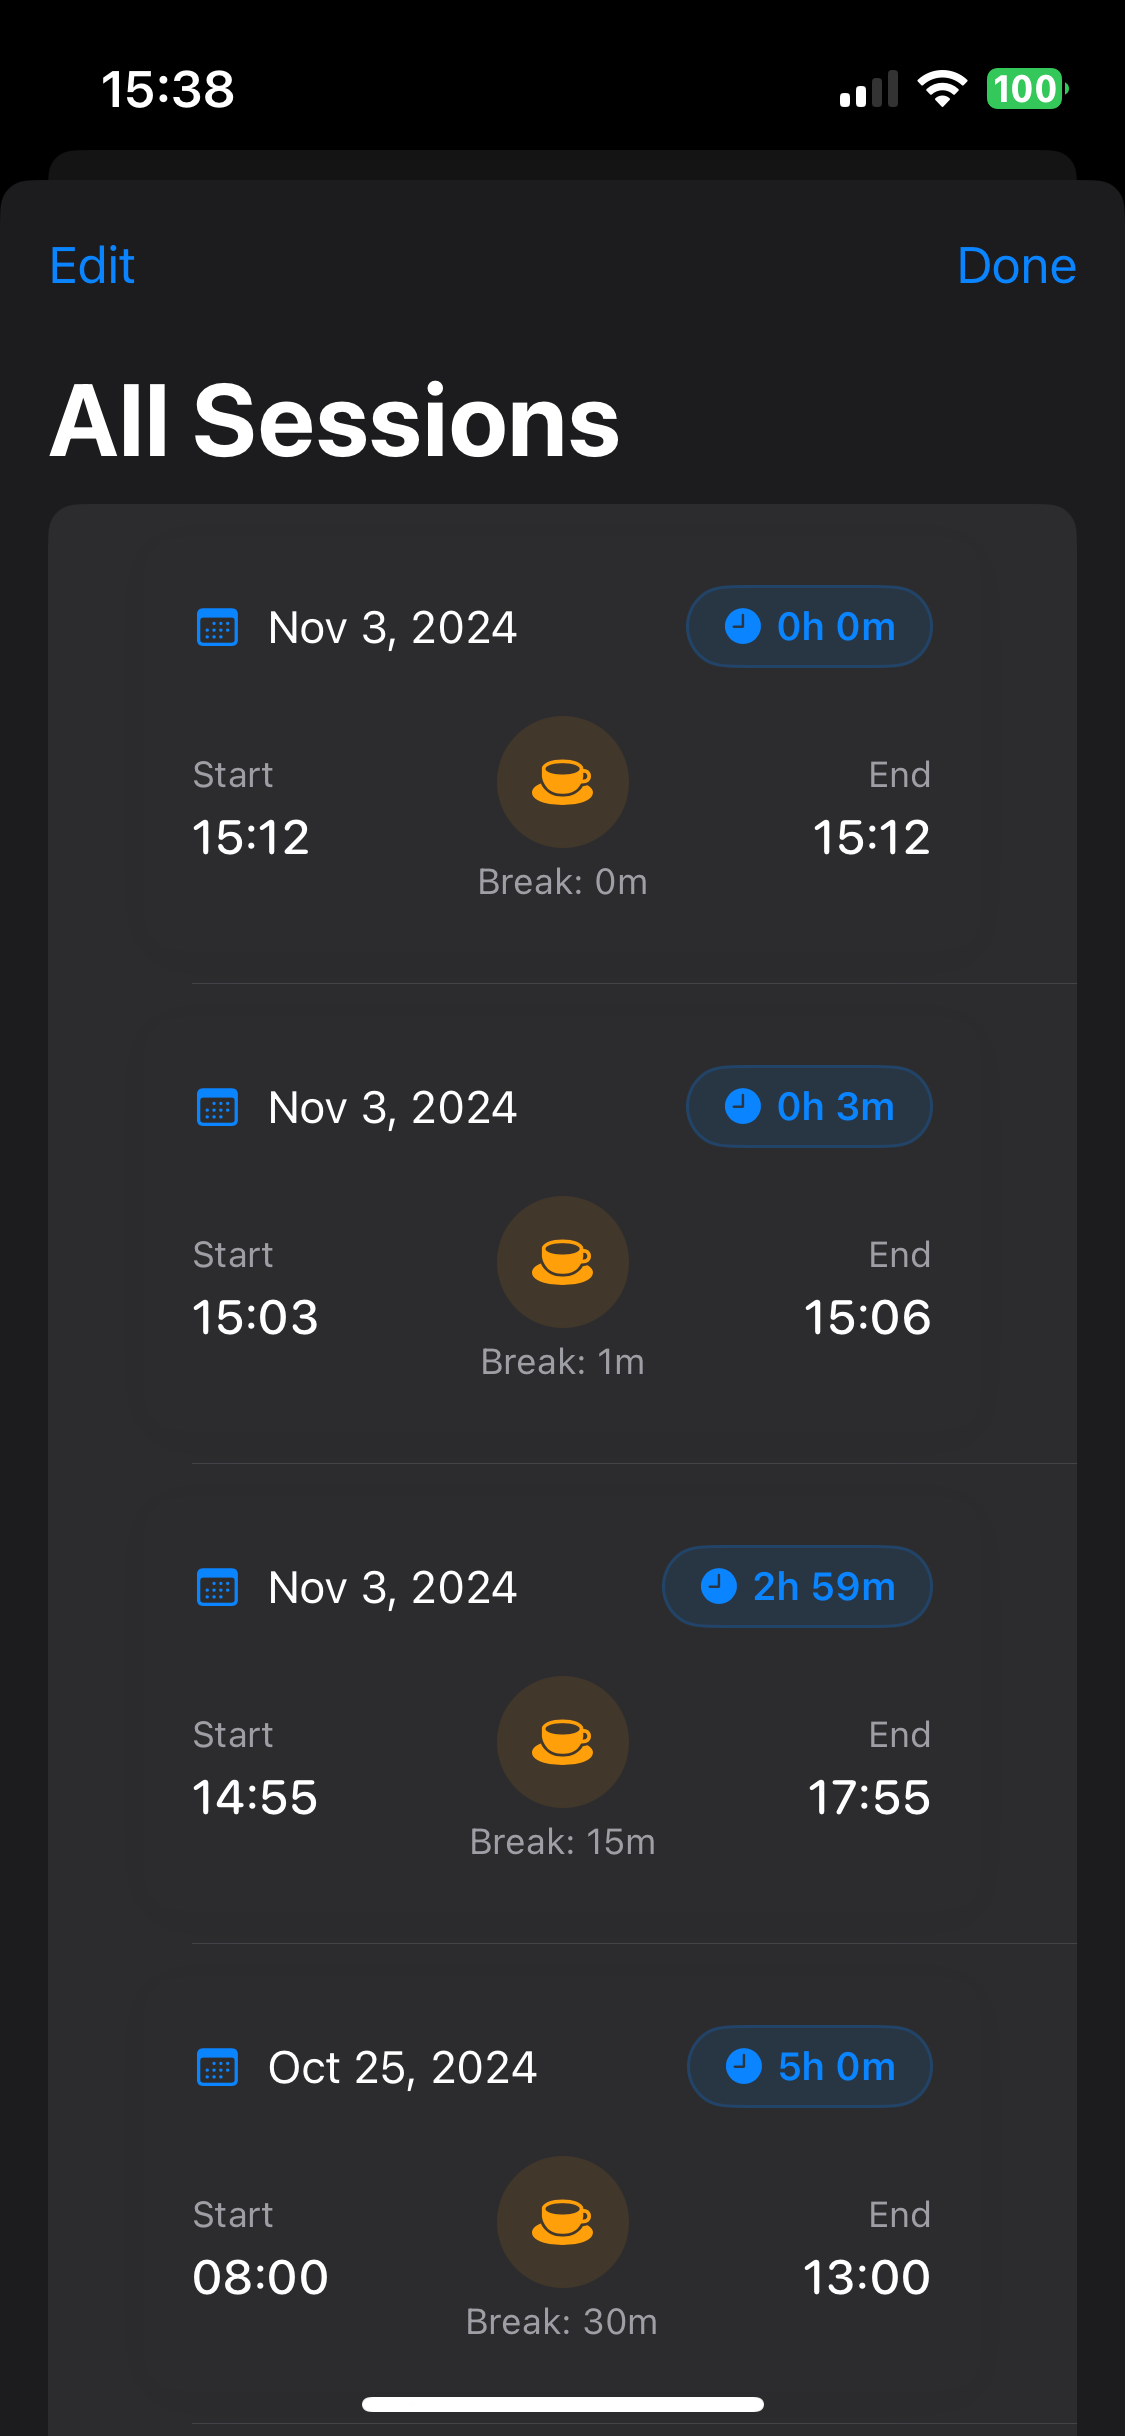 15:38
100
Edit
Done
All Sessions
Nov 3, 2024
0h 0m
Start
End
15:12
15:12
Break: 0m
Nov 3, 2024
0h 3m
Start
End
15:03
15:06
Break: 1m
Nov 3, 2024
2h 59m
Start
End
14:55
17:55
Break: 15m
Oct 25, 2024
5h 0m
Start
End
08:00
13:00
Break: 30m